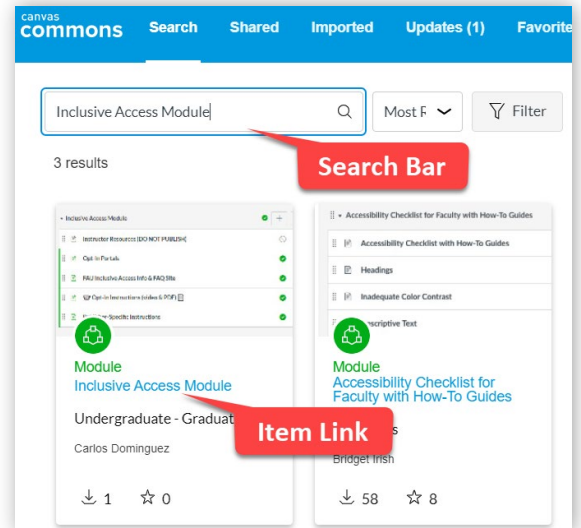 canvas
commons Search Shared Imported Updates (1) Favorite
Inclusive Access Module Most R Filter
Search Bar
3 results
Inclusive Access Module
Instructor Resources (DO NOT PUBLISH)
Opt-In Portals
FAU Inclusive Access Info & FAQ Site
Opt-in Instructions (video & PDF)
-Specific Instructions
Module
Inclusive Access Module
Undergraduate - Graduat
Item Link
Carlos Dominguez
1 0
Accessibility Checklist for Faculty with How-To Guides
Accessibility Checklist with How-To Guides
Headings
Inadequate Color Contrast
scriptive Text
Module
Accessibility Checklist for
Faculty with How-To Guides
s
Bridget Irish
58 8